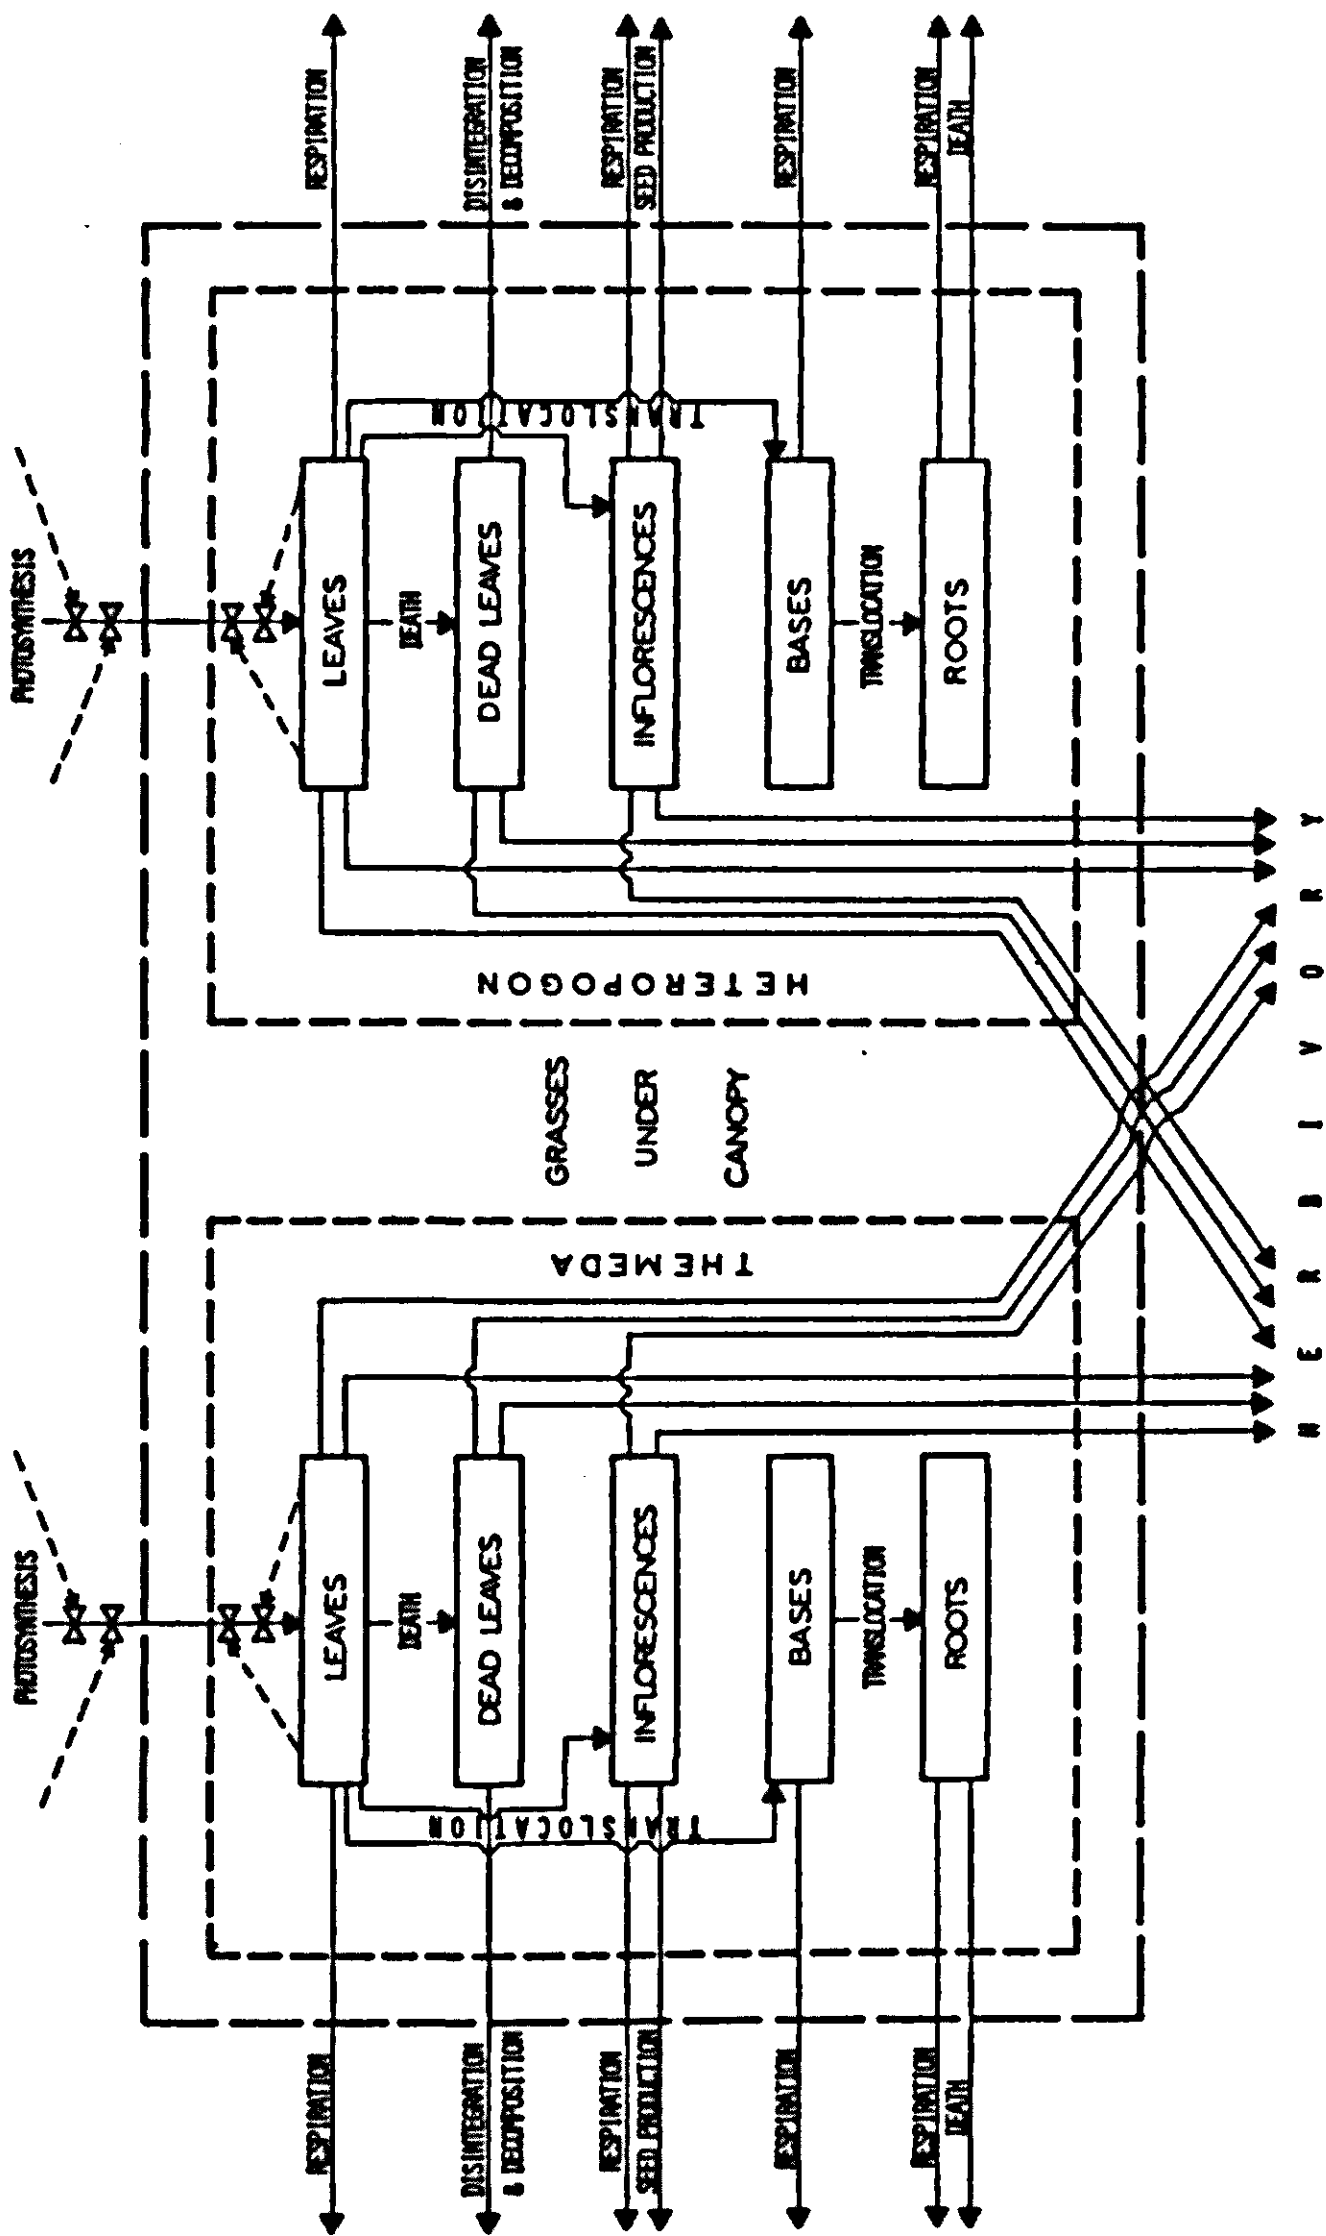 PHOTOSYNTHESIS
PHOTOSYNTHESIS
GRASSES
UNDER
CANOPY
THEMEDA
RESPIRATION
LEAVES
DEATH
DISINTEGRATION
& DECOMPOSITION
DEAD LEAVES
TRANSLOCATION
RESPIRATION
SEED PRODUCTION
INFLORESCENCES
RESPIRATION
BASES
TRANSLOCATION
RESPIRATION
DEATH
ROOTS
HETEROPOGON
LEAVES
RESPIRATION
DEATH
DEAD LEAVES
DISINTEGRATION
& DECOMPOSITION
TRANSLOCATION
INFLORESCENCES
RESPIRATION
SEED PRODUCTION
BASES
RESPIRATION
TRANSLOCATION
ROOTS
RESPIRATION
DEATH
HERBIVORY